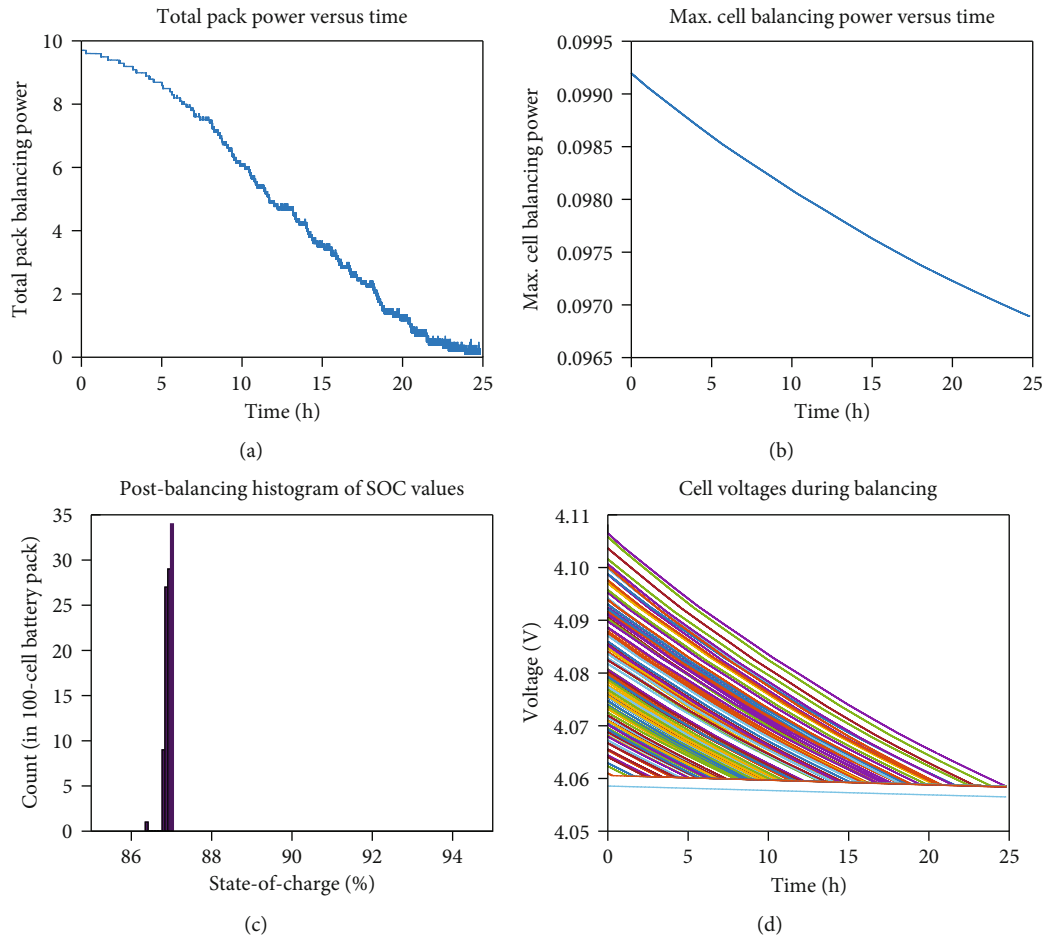 Total pack power versus time
10
8
6
4
2
0
Total pack balancing power
0 5 10 15 20 25
Time (h)
(a)
Max. cell balancing power versus time
0.0995
0.0990
0.0985
0.0980
0.0975
0.0970
0.0965
Max. cell balancing power
0 5 10 15 20 25
Time (h)
(b)
Post-balancing histogram of SOC values
35
30
25
20
15
10
5
0
Count (in 100-cell battery pack)
86 88 90 92 94
State-of-charge (%)
(c)
Cell voltages during balancing
4.11
4.10
4.09
4.08
4.07
4.06
4.05
Voltage (V)
0 5 10 15 20 25
Time (h)
(d)